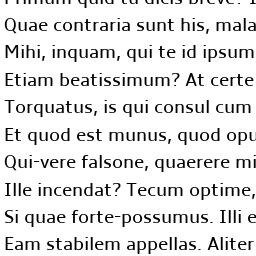 Primum quid tu dicis breve? I
Quae contraria sunt his, mala
Mihi, inquam, qui te id ipsum
Etiam beatissimum? At certe
Torquatus, is qui consul cum
Et quod est munus, quod opu
Qui-vere falsone, quaerere mi
Ille incendat? Tecum optime,
Si quae forte-possumus. Illi e
Eam stabilem appellas. Aliter